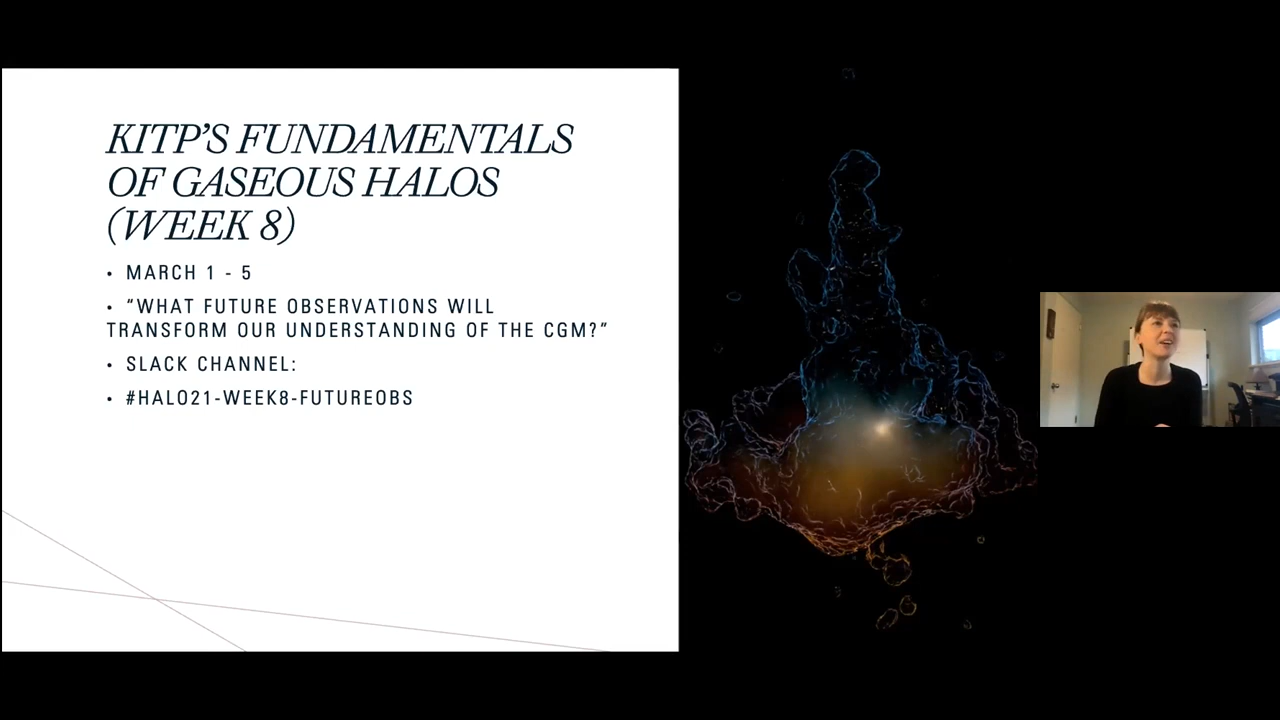 KITP’S FUNDAMENTALS
OF GASEOUS HALOS
(WEEK 8)
• MARCH 1 - 5
• “WHAT FUTURE OBSERVATIONS WILL
TRANSFORM OUR UNDERSTANDING OF THE CGM?”
• SLACK CHANNEL:
• #HALO21-WEEK8-FUTUREOBS